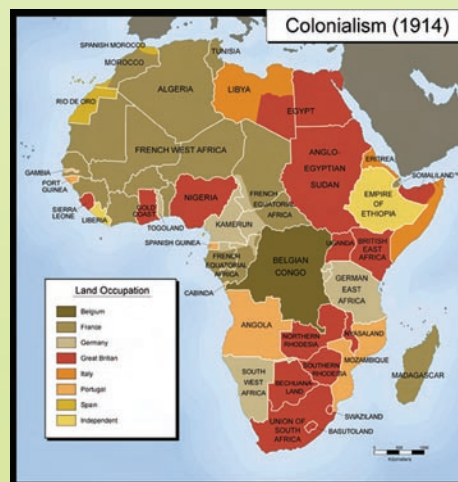 Colonialism (1914)
SPANISH MOROCCO
TUNISIA
MOROCCO
ALGERIA
LIBYA
EGYPT
RIO DE ORO
FRENCH WEST AFRICA
ANGLO-
EGYPTIAN
SUDAN
ERITREA
GAMBIA
PORT
GUINEA
NIGERIA
FRENCH
EQUATORIAL
AFRICA
SOMALILAND
SIERRA
LEONE
LIBERIA
GOLD
COAST
TOGOLAND
KAMERUN
EMPIRE
OF
ETHIOPIA
SPANISH GUINEA
UGANDA
BRITISH
EAST
AFRICA
FRENCH
EQUATORIAL
AFRICA
BELGIAN
CONGO
GERMAN
EAST
AFRICA
CABINDA
Land Occupation
Belgium
France
Germany
Great Britian
Italy
Portugal
Spain
Independent
ANGOLA
NORTHERN
RHODESIA
NYASALAND
SOUTHERN
RHODESIA
MOZAMBIQUE
SOUTH
WEST
AFRICA
BECHUANA-
LAND
MADAGASCAR
SWAZILAND
UNION OF
SOUTH
AFRICA
BASUTOLAND
Kilometers